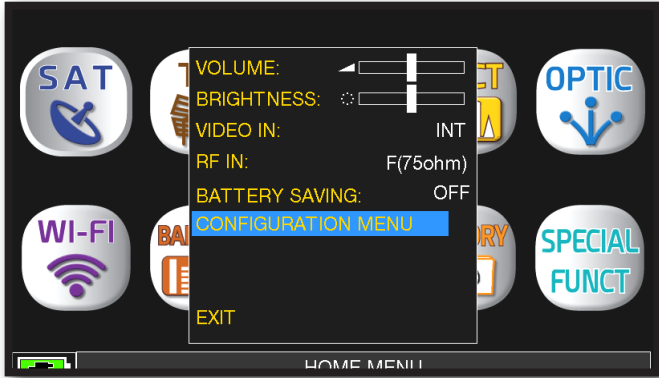 SAT
OPTIC
VOLUME:
BRIGHTNESS:
VIDEO IN: INT
RF IN: F(75ohm)
BATTERY SAVING: OFF
CONFIGURATION MENU
WI-FI
SPECIAL
FUNCT
EXIT
HOME MENU